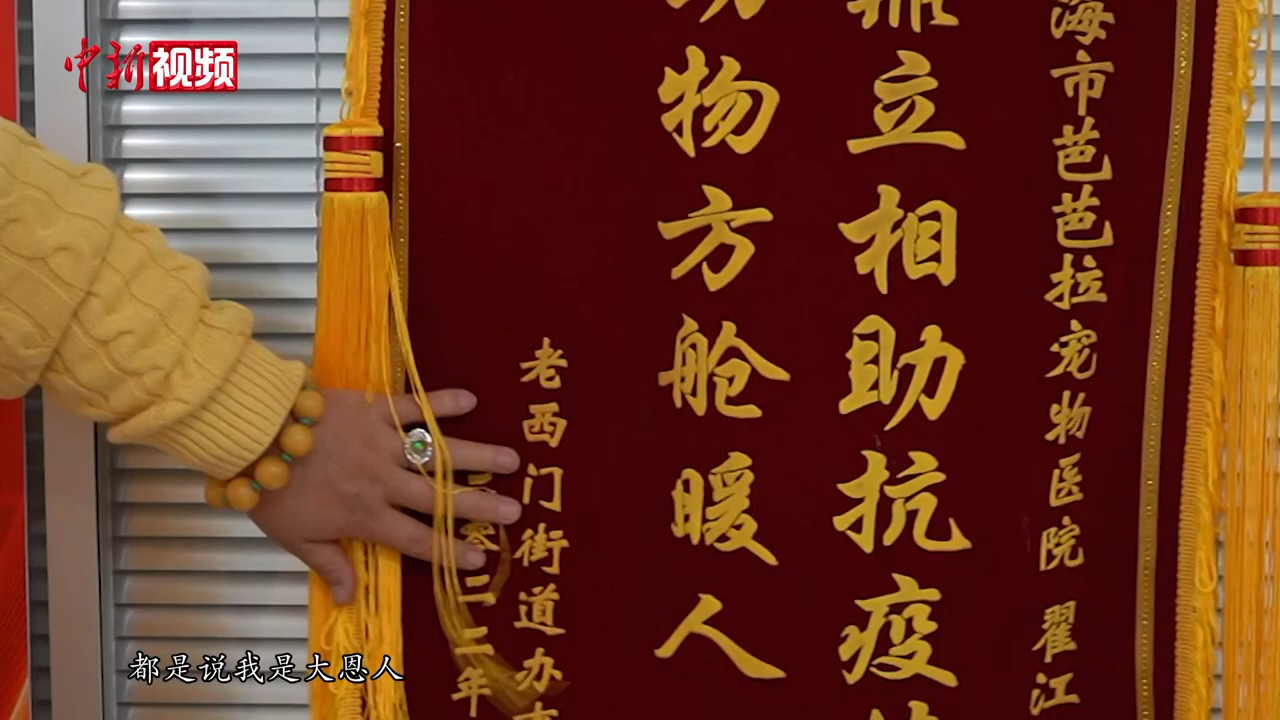 中新视频
海市芭芭拉宠物医院 翟江
立相助抗疫
物方舱暖人
老西门街道办
二零二二年
都是说我是大恩人